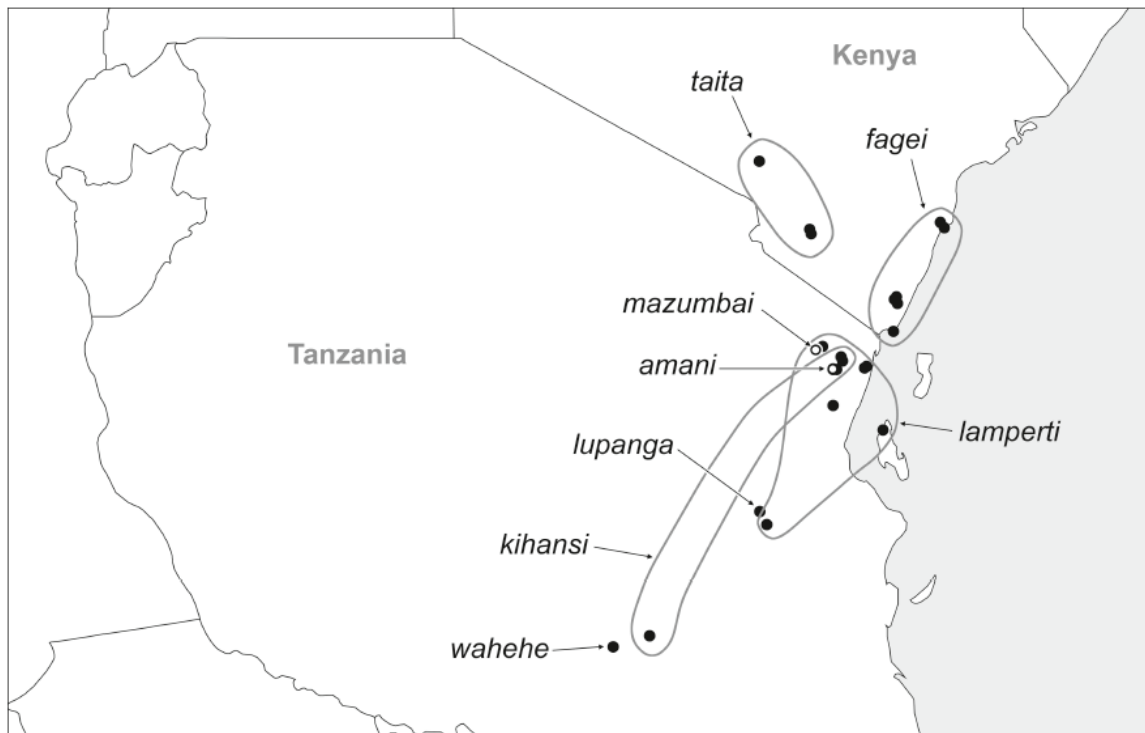 Kenya
taita
fagei
mazumbai
Tanzania
amani
lamperti
lupanga
kihansi
wahehe